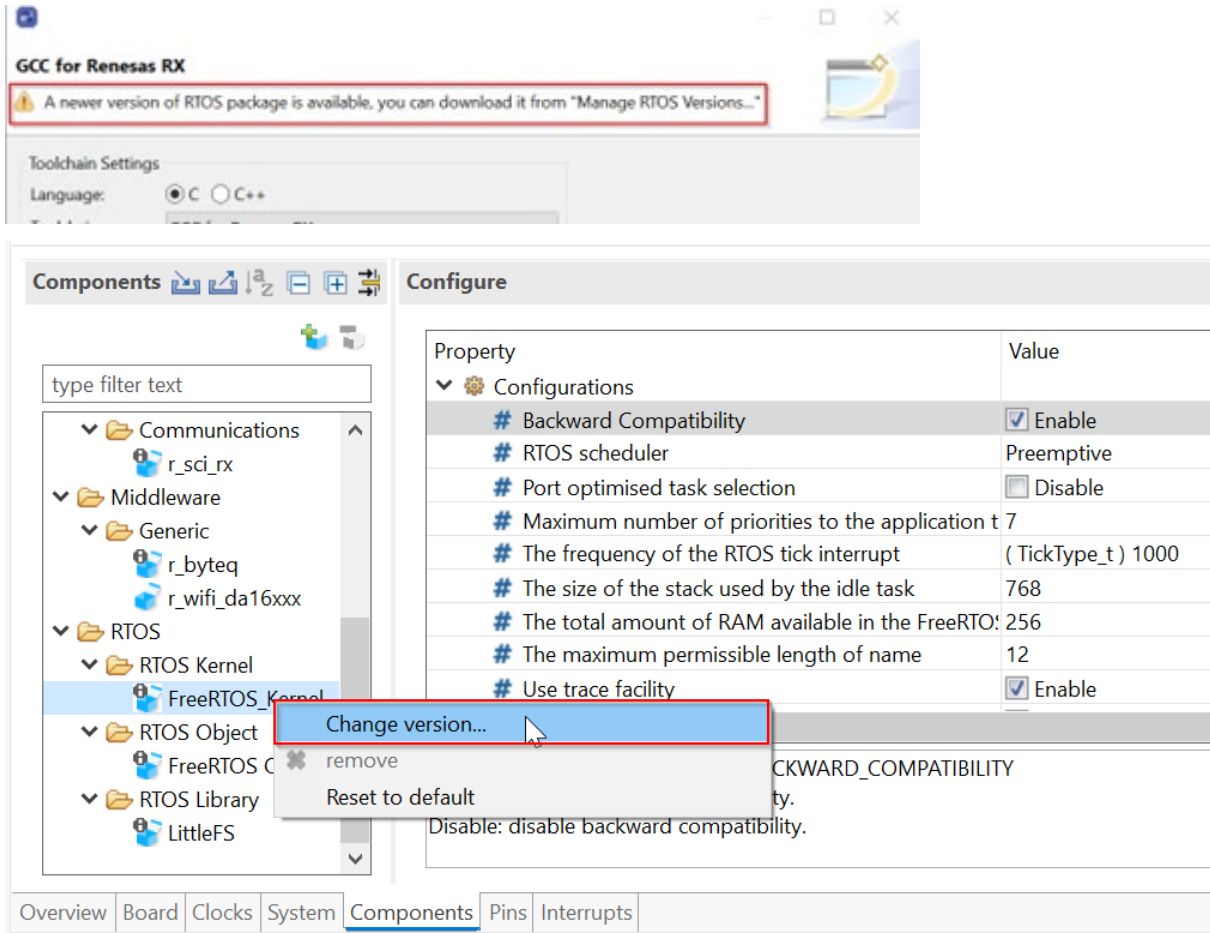 GCC for Renesas RX
A newer version of RTOS package is available, you can download it from "Manage RTOS Versions..."
Toolchain Settings
Language: C C++
Components
Configure
type filter text
Communications
r_sci_rx
Middleware
Generic
r_byteq
r_wifi_da16xxx
RTOS
RTOS Kernel
FreeRTOS_Kernel
RTOS Object
FreeRTOS
RTOS Library
LittleFS
Change version...
remove
Reset to default
Property Value
Configurations
# Backward Compatibility Enable
# RTOS scheduler Preemptive
# Port optimised task selection Disable
# Maximum number of priorities to the application t 7
# The frequency of the RTOS tick interrupt ( TickType_t ) 1000
# The size of the stack used by the idle task 768
# The total amount of RAM available in the FreeRTOS 256
# The maximum permissible length of name 12
# Use trace facility Enable
CKWARD_COMPATIBILITY
ty.
Disable: disable backward compatibility.
Overview Board Clocks System Components Pins Interrupts